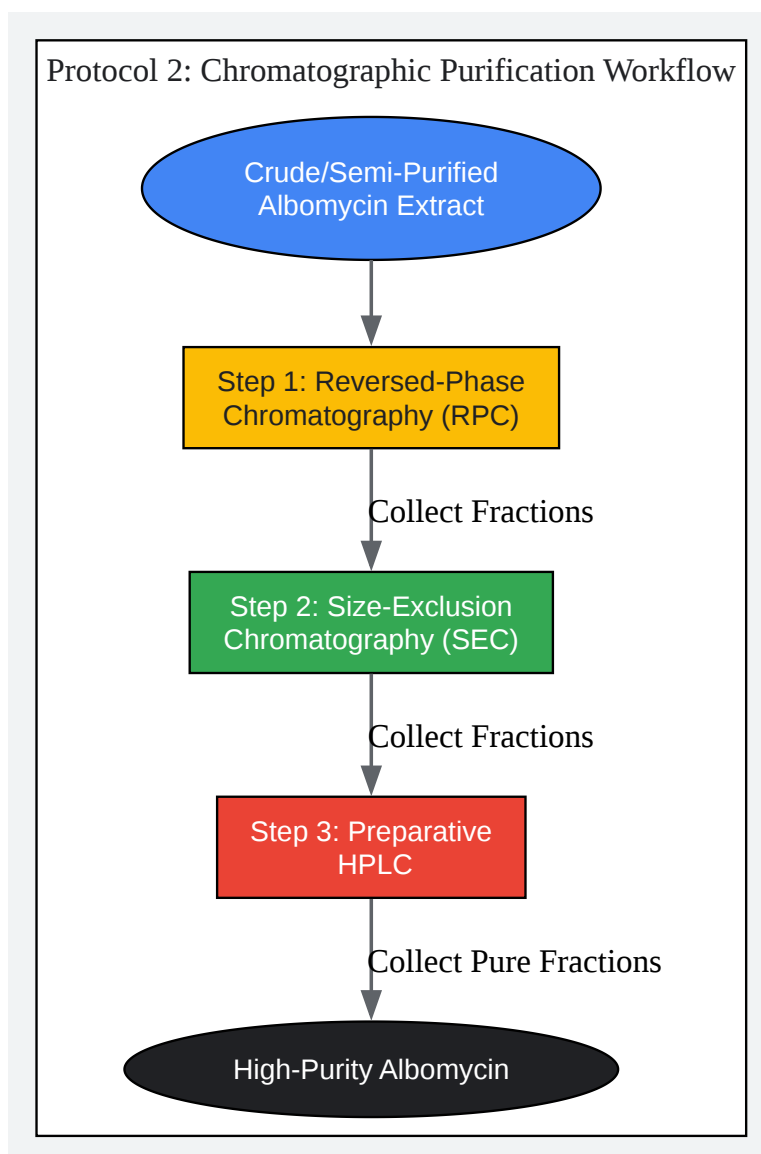 Protocol 2: Chromatographic Purification Workflow
Crude/Semi-Purified
Albomycin Extract
Step 1: Reversed-Phase
Chromatography (RPC)
Collect Fractions
Step 2: Size-Exclusion
Chromatography (SEC)
Collect Fractions
Step 3: Preparative
HPLC
Collect Pure Fractions
High-Purity Albomycin